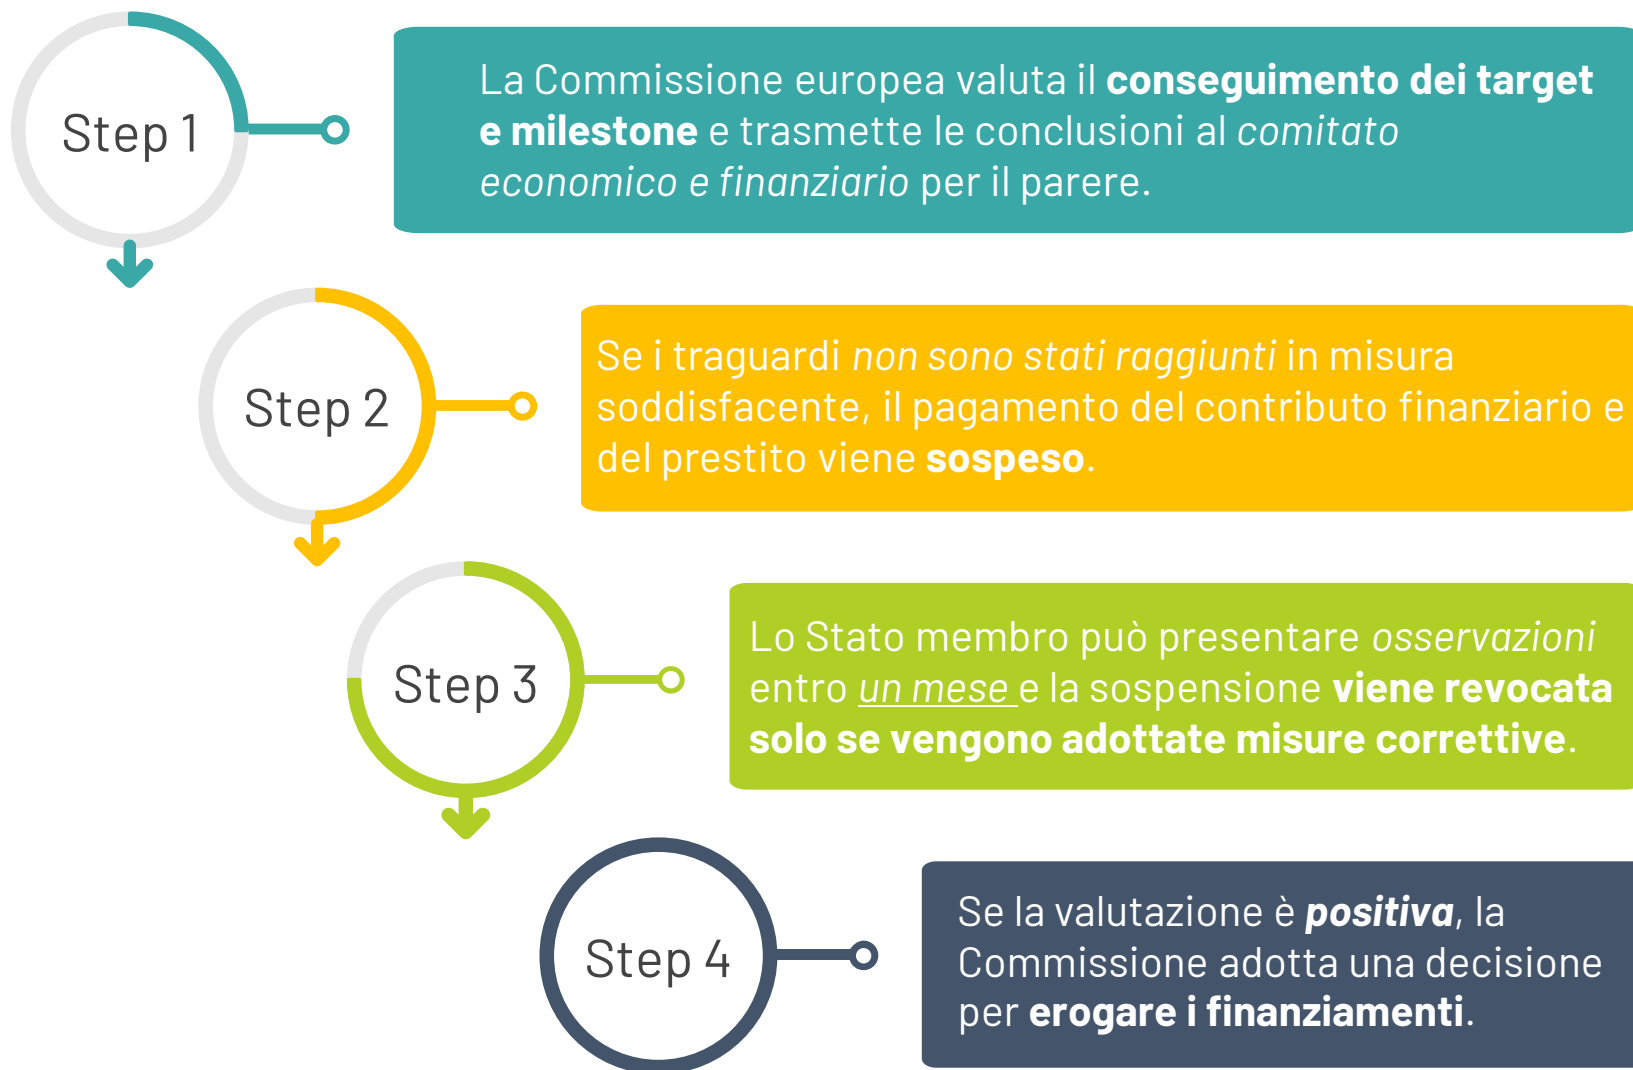 Step 1
La Commissione europea valuta il conseguimento dei target
e milestone e trasmette le conclusioni al comitato
economico e finanziario per il parere.
Step 2
Se i traguardi non sono stati raggiunti in misura
soddisfacente, il pagamento del contributo finanziario e
del prestito viene sospeso.
Step 3
Lo Stato membro può presentare osservazioni
entro un mese e la sospensione viene revocata
solo se vengono adottate misure correttive.
Step 4
Se la valutazione è positiva, la
Commissione adotta una decisione
per erogare i finanziamenti.